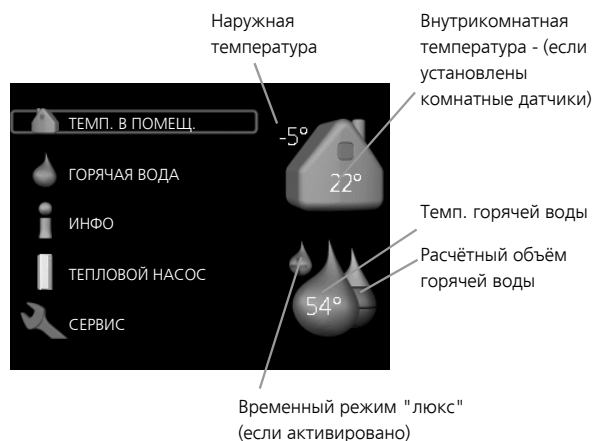 Наружная
температура
Внутрикомнатная
температура - (если
установлены
комнатные датчики)
ТЕМП. В ПОМЕЩ.
-5°
ГОРЯЧАЯ ВОДА
22°
ИНФО
Темп. горячей воды
Расчётный объём
горячей воды
ТЕПЛОВОЙ НАСОС
54°
СЕРВИС
Временный режим "люкс"
(если активировано)